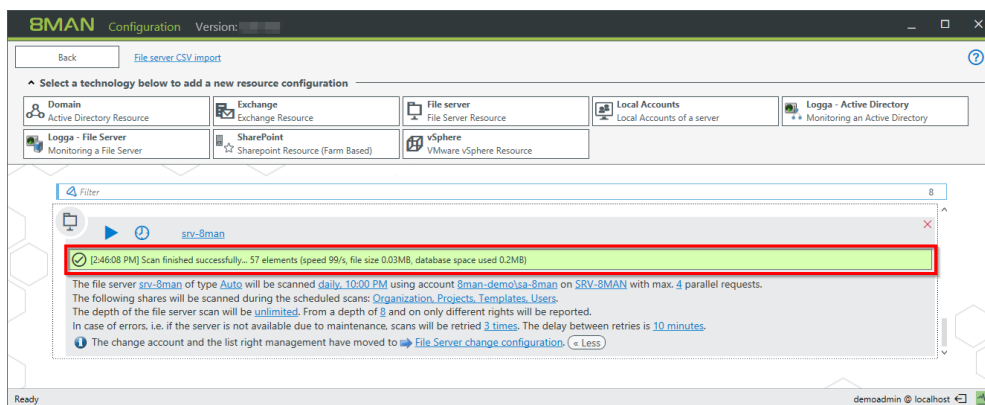 8MAN Configuration Version:
Back File server CSV import
Select a technology below to add a new resource configuration
Domain
Active Directory Resource
Exchange
Exchange Resource
File server
File Server Resource
Local Accounts
Local Accounts of a server
Logga - Active Directory
Monitoring an Active Directory
Logga - File Server
Monitoring a File Server
SharePoint
Sharepoint Resource (Farm Based)
vSphere
VMware vSphere Resource
Filter 8
srv-8man
[2:46:08 PM] Scan finished successfully... 57 elements (speed 99/s, file size 0.03MB, database space used 0.2MB)
The file server srv-8man of type Auto will be scanned daily, 10:00 PM using account 8man-demo\sa-8man on SRV-8MAN with max. 4 parallel requests.
The following shares will be scanned during the scheduled scans: Organization, Projects, Templates, Users.
The depth of the file server scan will be unlimited. From a depth of 8 and on only different rights will be reported.
In case of errors, i.e. if the server is not available due to maintenance, scans will be retried 3 times. The delay between retries is 10 minutes.
The change account and the list right management have moved to File Server change configuration. (« Less)
Ready demoadmin @ localhost